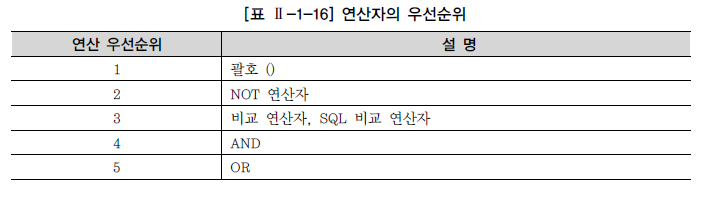 [표 Ⅱ-1-16] 연산자의 우선순위
연산 우선순위 설 명
1 괄호 ()
2 NOT 연산자
3 비교 연산자, SQL 비교 연산자
4 AND
5 OR